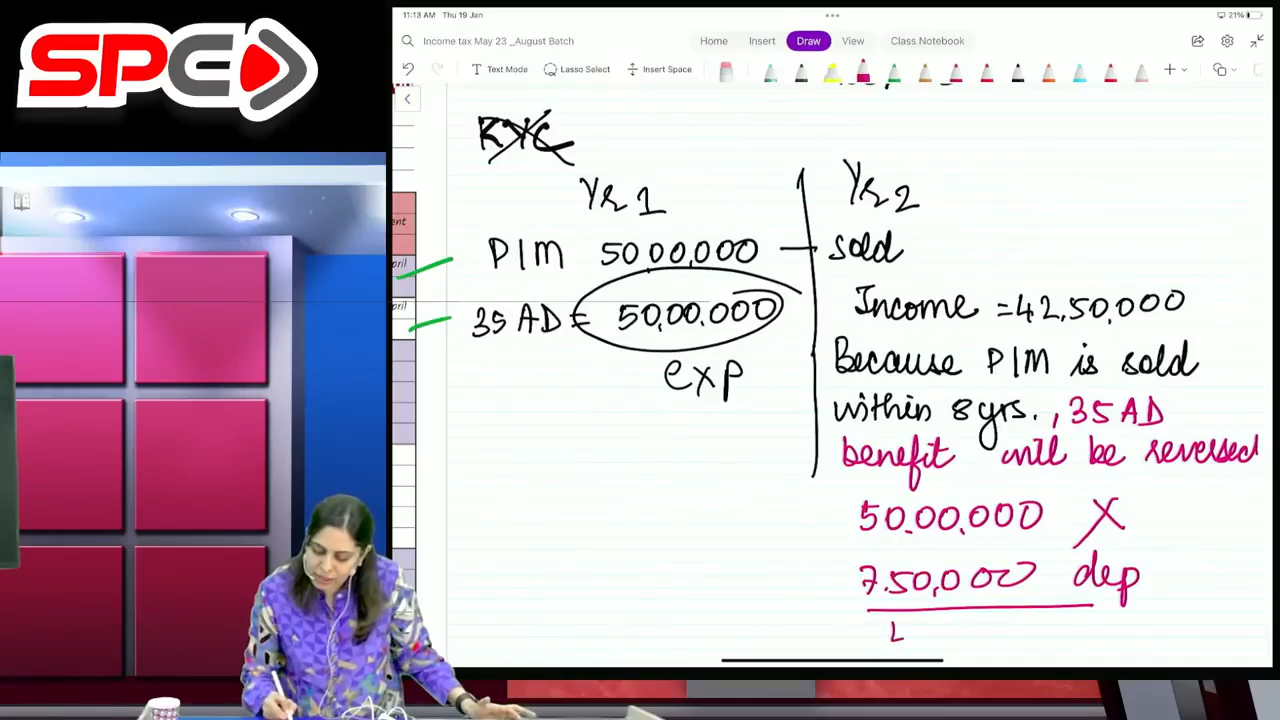 SPC
11:13 AM Thu 19 Jan
21%
Income tax May 23 _August Batch
Home Insert Draw View Class Notebook
Text Mode Lasso Select Insert Space
KYC
Yr 1
Yr 2
P|M 50,00,000
sold
35 AD = 50,00,000
exp
Income = 42,50,000
Because P|M is sold
within 8 yrs. , 35 AD
benefit will be reversed
50,00,000 X
7,50,000 dep